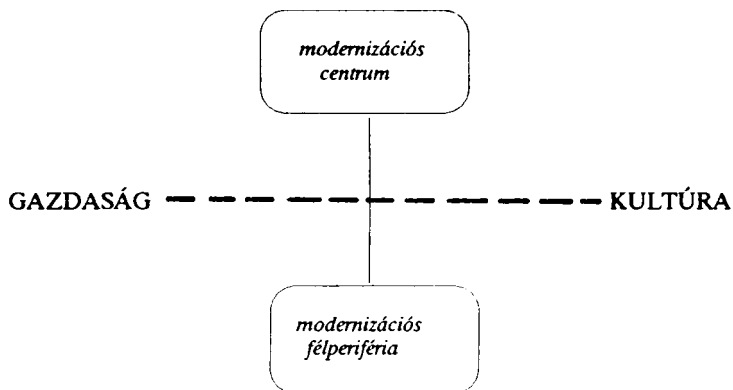 modernizációs
centrum
GAZDASÁG
KULTÚRA
modernizációs
félperiféria